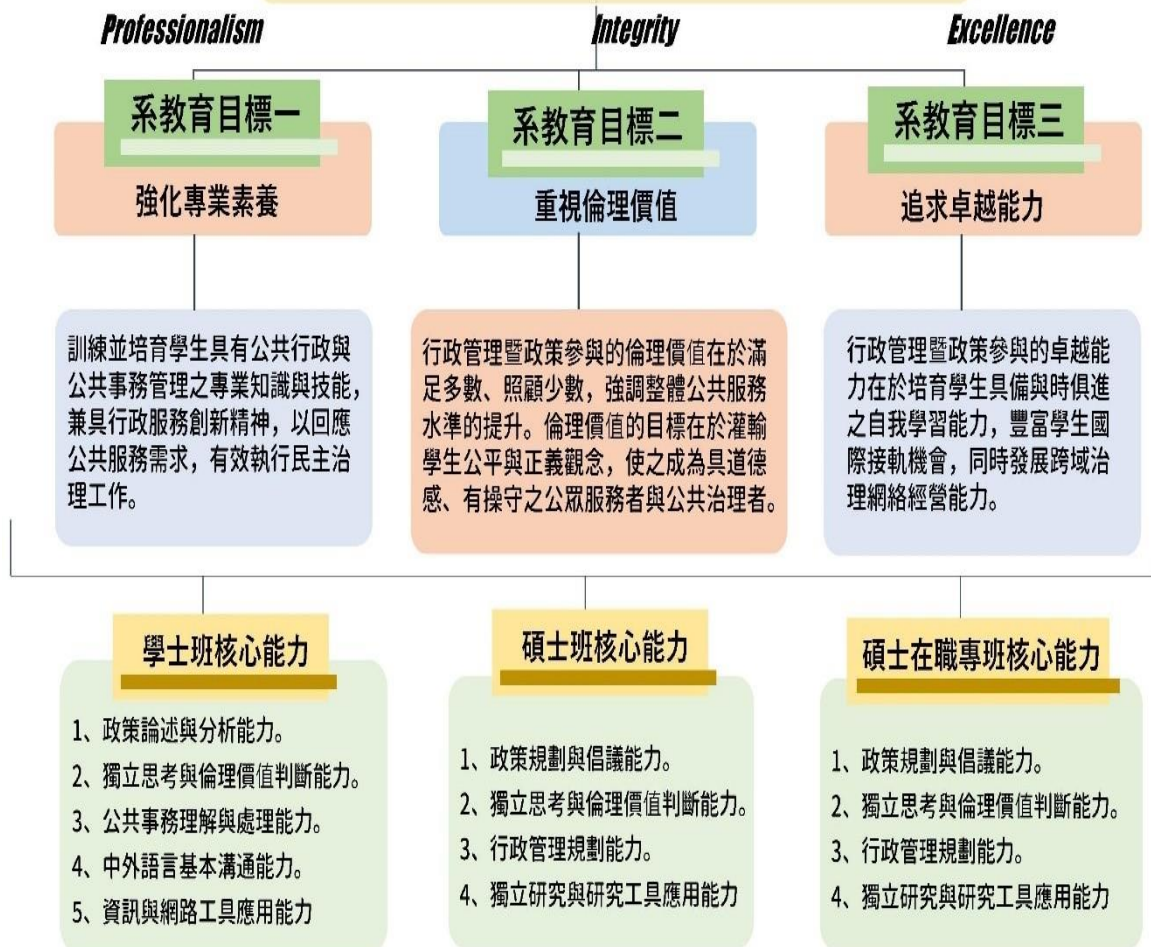 Professionalism
Integrity
Excellence
系教育目標一
強化專業素養
系教育目標二
重視倫理價值
系教育目標三
追求卓越能力
訓練並培育學生具有公共行政與
公共事務管理之專業知識與技能，
兼具行政服務創新精神，以回應
公共服務需求，有效執行民主治
理工作。
行政管理暨政策參與的倫理價值在於滿
足多數、照顧少數，強調整體公共服務
水準的提升。倫理價值的目標在於灌輸
學生公平與正義觀念，使之成為具道德
感、有操守之公眾服務者與公共治理者。
行政管理暨政策參與的卓越能
力在於培育學生具備與時俱進
之自我學習能力，豐富學生國
際接軌機會，同時發展跨域治
理網絡經營能力。
學士班核心能力
1、政策論述與分析能力。
2、獨立思考與倫理價值判斷能力。
3、公共事務理解與處理能力。
4、中外語言基本溝通能力。
5、資訊與網路工具應用能力
碩士班核心能力
1、政策規劃與倡議能力。
2、獨立思考與倫理價值判斷能力。
3、行政管理規劃能力。
4、獨立研究與研究工具應用能力
碩士在職專班核心能力
1、政策規劃與倡議能力。
2、獨立思考與倫理價值判斷能力。
3、行政管理規劃能力。
4、獨立研究與研究工具應用能力